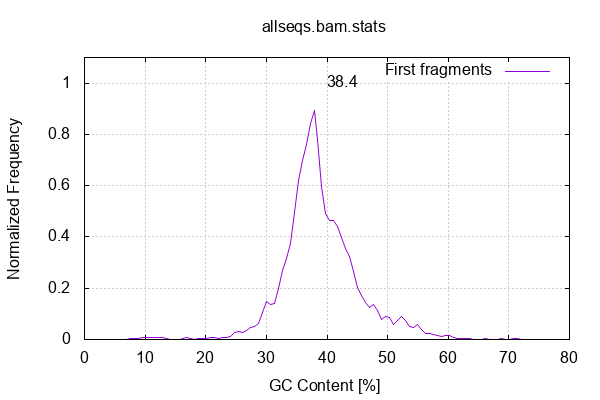 allseqs.bam.stats
First fragments
38.4
Normalized Frequency
1
0.8
0.6
0.4
0.2
0
0 10 20 30 40 50 60 70 80
GC Content [%]